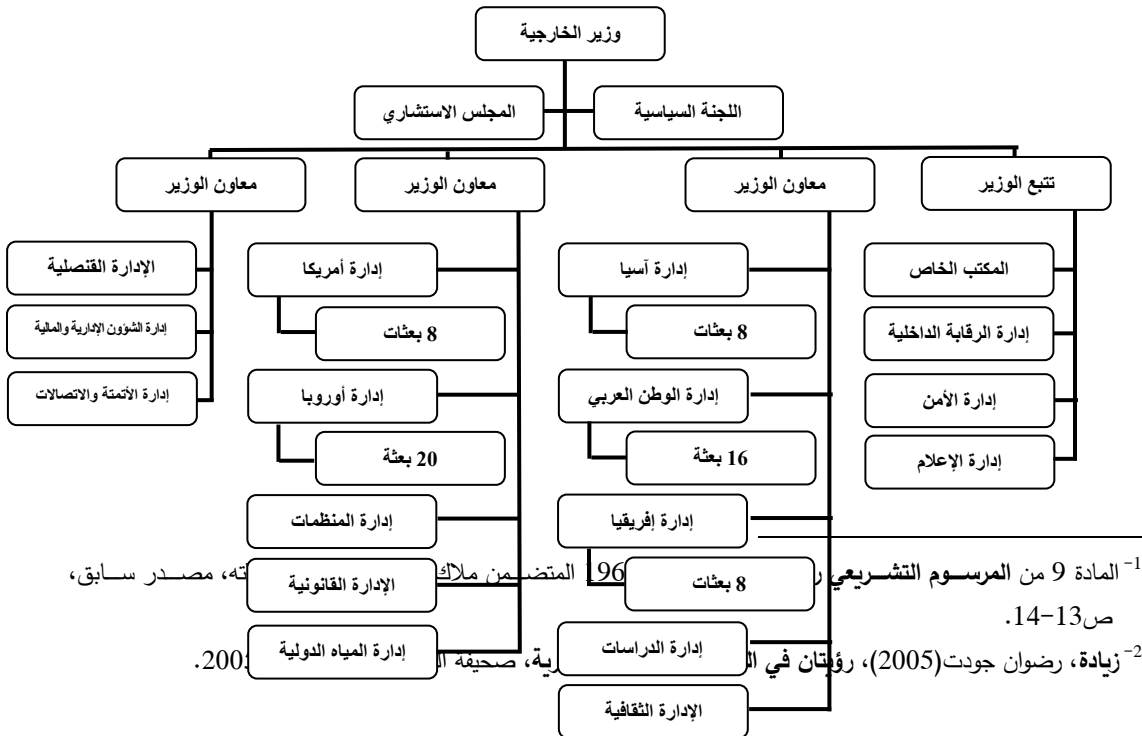 وزير الخارجية
اللجنة السياسية
المجلس الاستشاري
تتبع الوزير
معاون الوزير
معاون الوزير
معاون الوزير
المكتب الخاص
إدارة الرقابة الداخلية
إدارة الأمن
إدارة الإعلام
إدارة آسيا
8 بعثات
إدارة الوطن العربي
16 بعثة
إدارة إفريقيا
8 بعثات
إدارة الدراسات
الإدارة الثقافية
إدارة أمريكا
8 بعثات
إدارة أوروبا
20 بعثة
إدارة المنظمات
الإدارة القانونية
إدارة المياه الدولية
الإدارة القنصلية
إدارة الشؤون الإدارية والمالية
إدارة الأتمتة والاتصالات
1- المادة 9 من المرسوم التشريعي المتضمن ملاك مصدر سابق،
ص13-14.
2- زيادة، رضوان جودت(2005)، رؤيتان في صحيفة